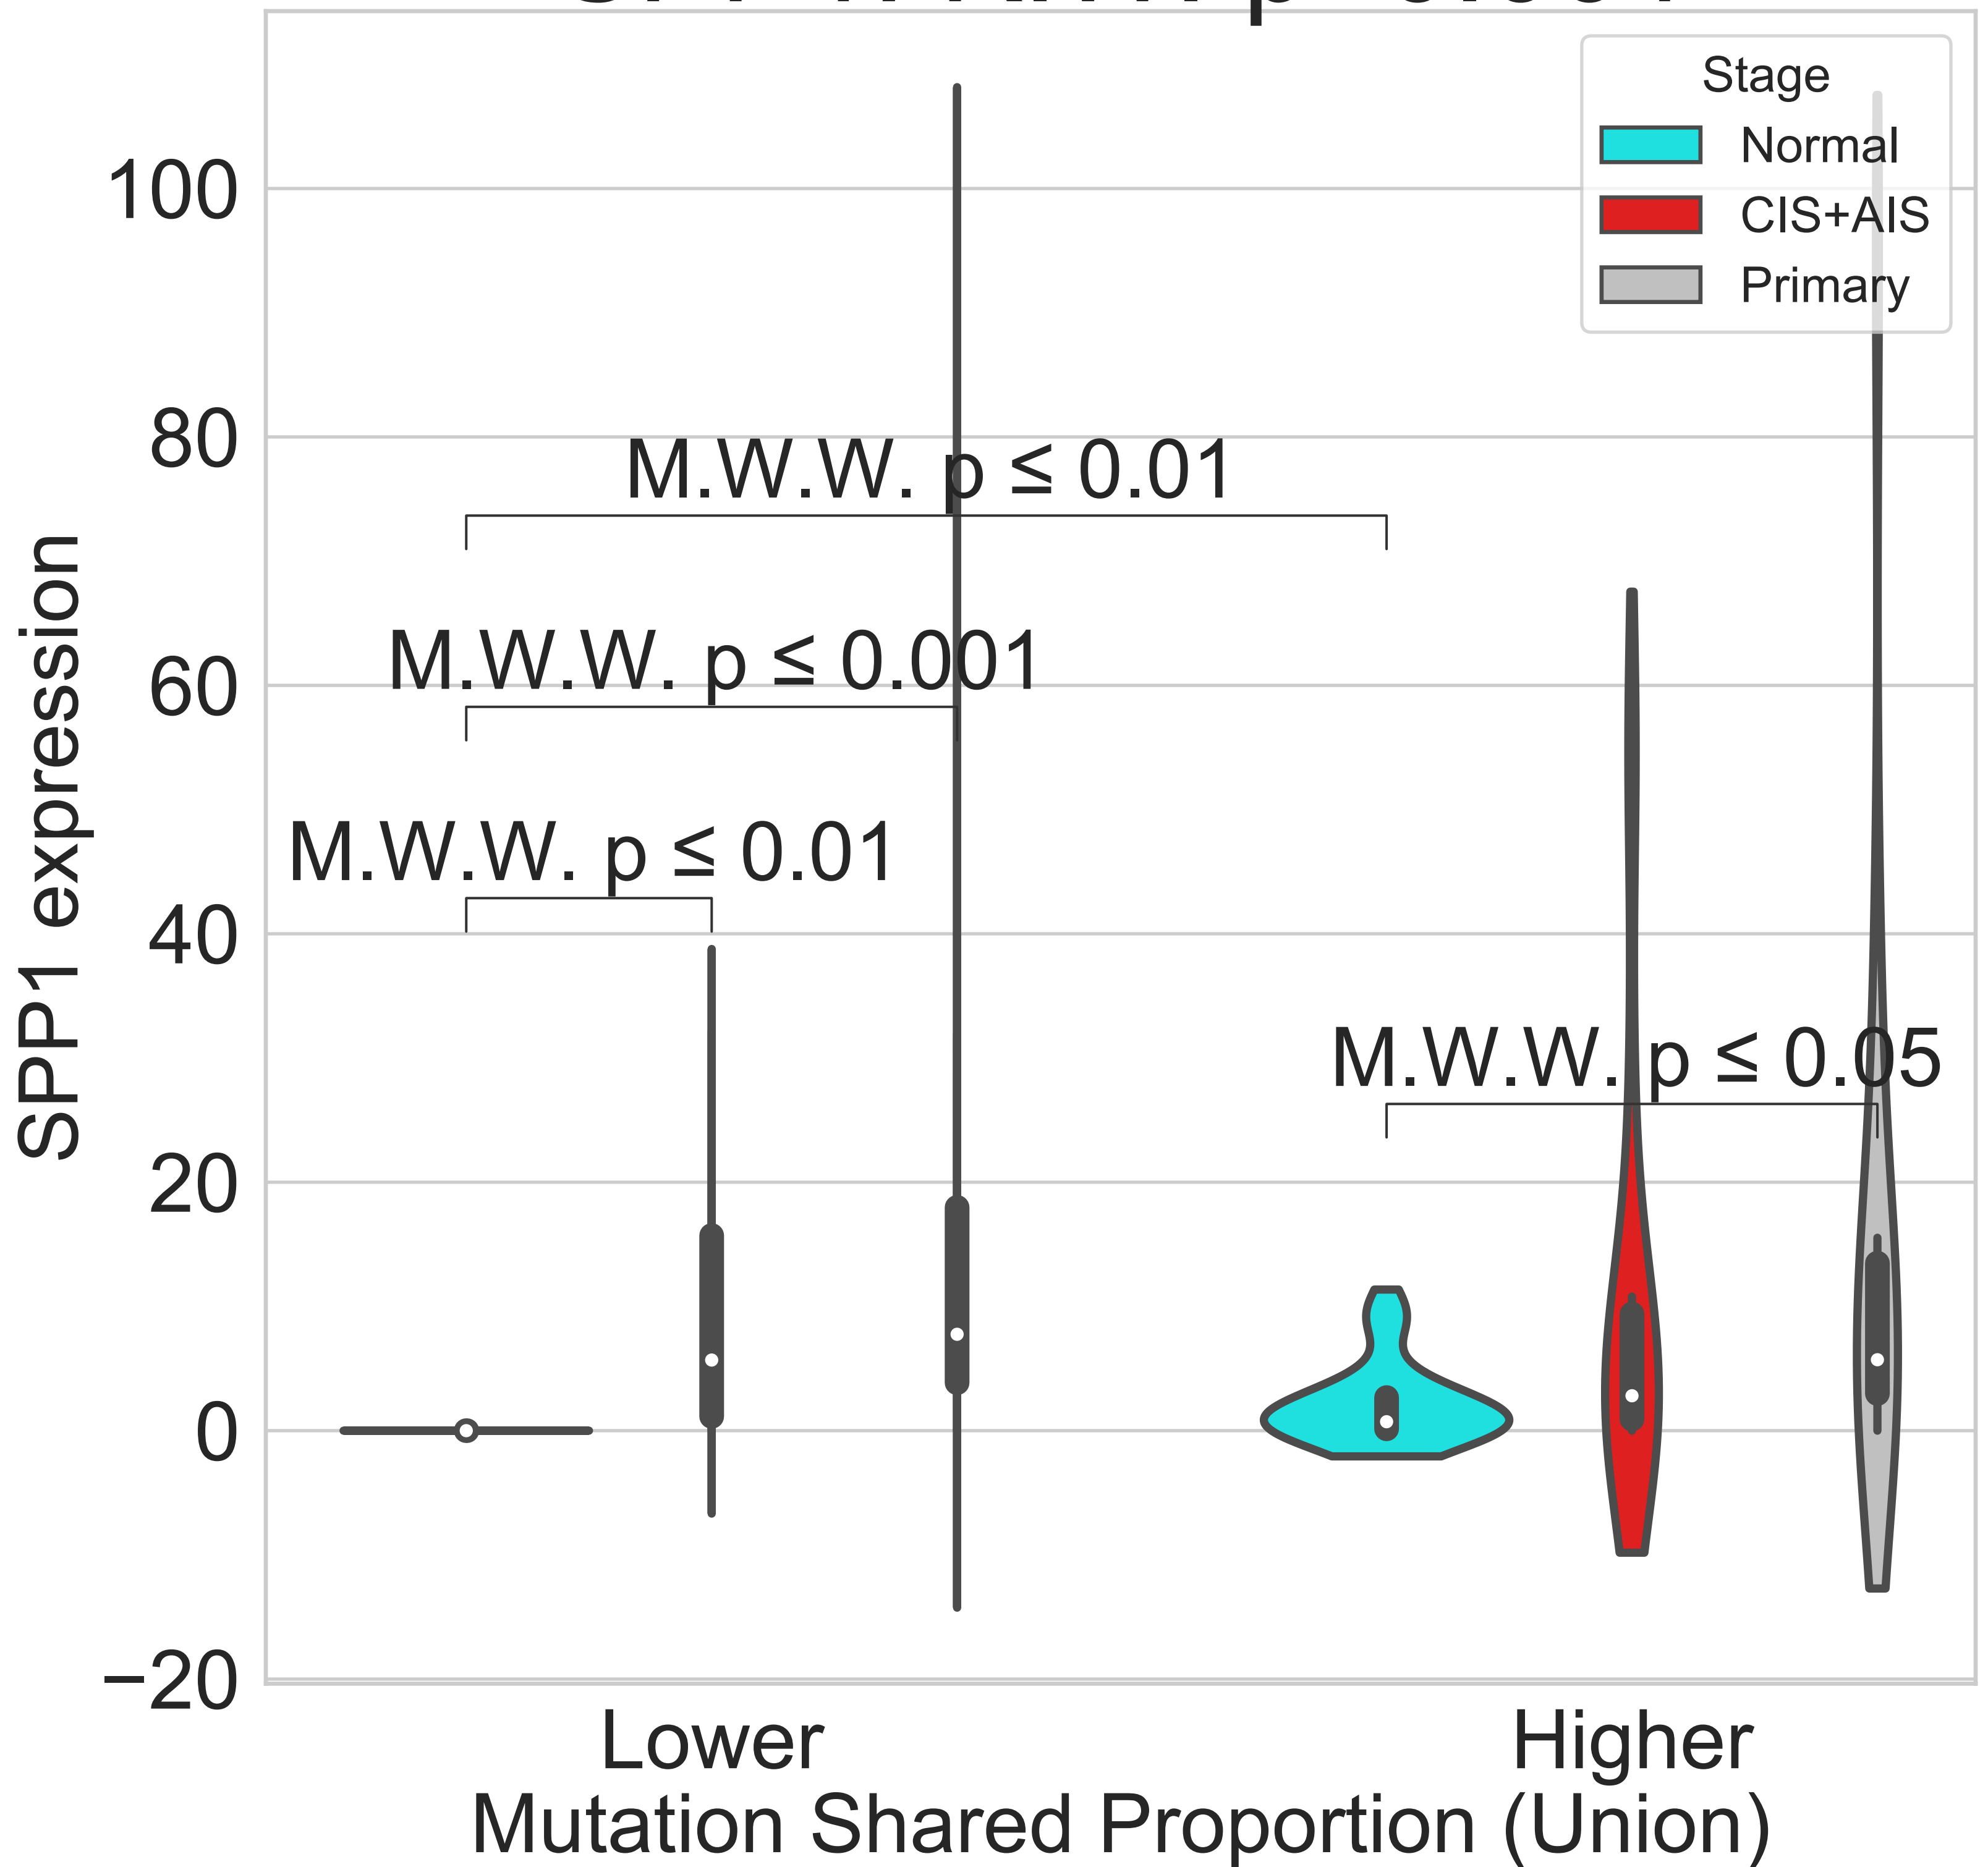 Stage
Normal
CIS+AIS
Primary
100
80
60
40
20
0
−20
SPP1 expression
M.W.W. p ≤ 0.01
M.W.W. p ≤ 0.001
M.W.W. p ≤ 0.01
M.W.W. p ≤ 0.05
Lower
Higher
Mutation Shared Proportion (Union)